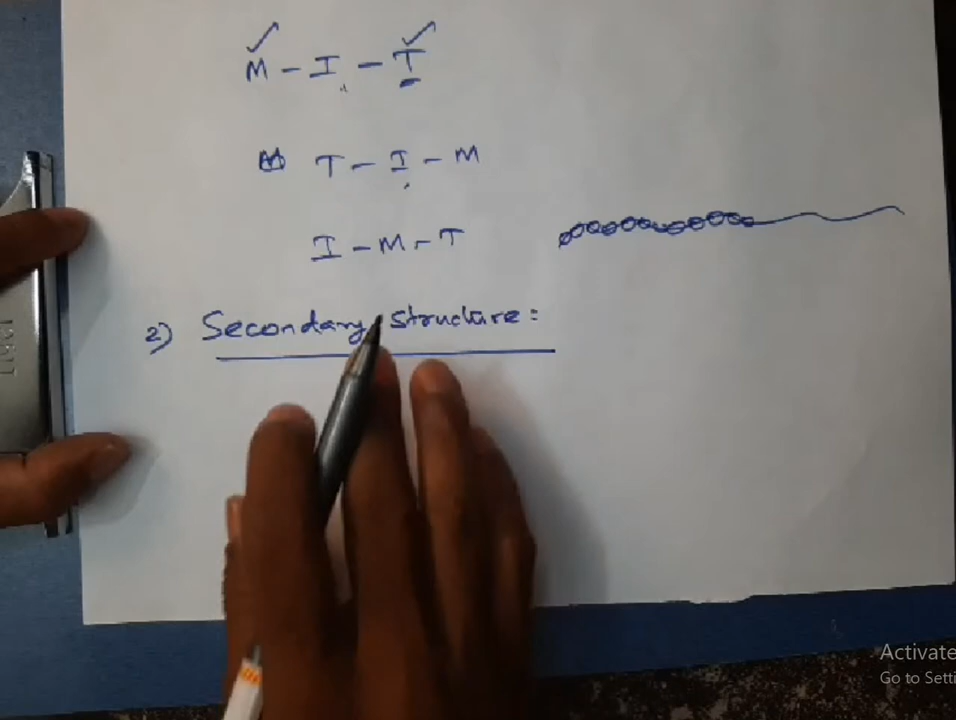 M - I - T
T - I - M
I - M - T
2) Secondary structure:
Activate
Go to Setti